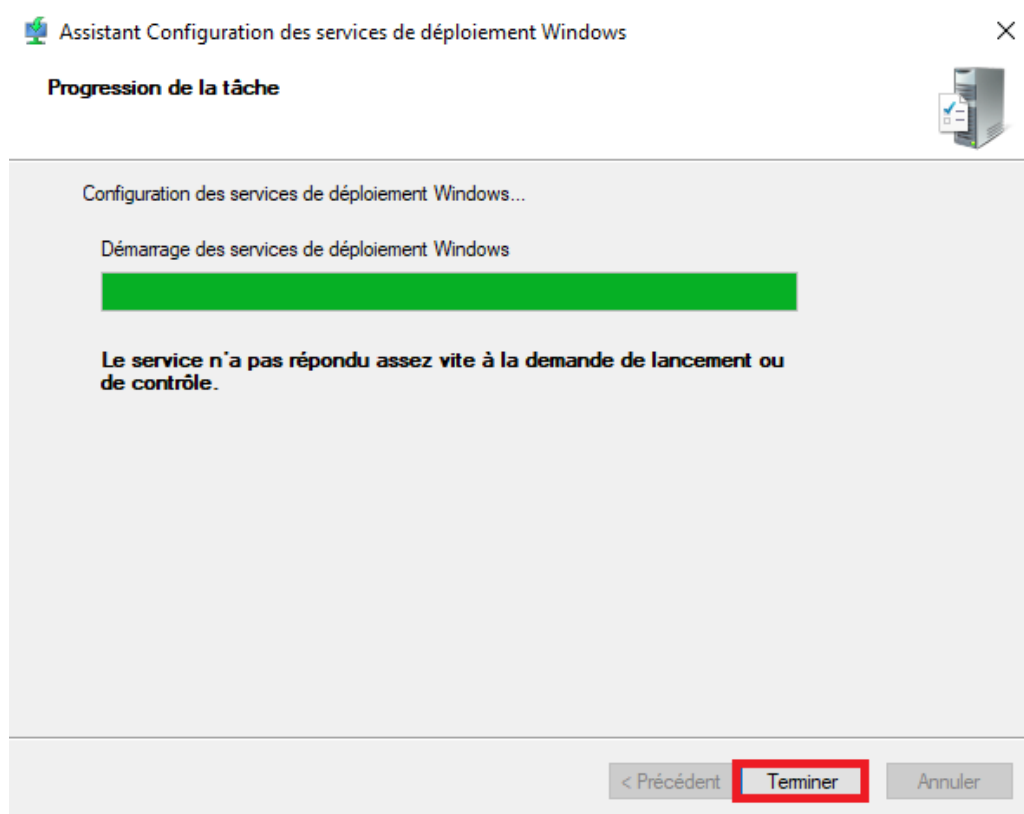 Assistant Configuration des services de déploiement Windows
Progression de la tâche
Configuration des services de déploiement Windows...
Démarrage des services de déploiement Windows
Le service n'a pas répondu assez vite à la demande de lancement ou
de contrôle.
< Précédent
Terminer
Annuler